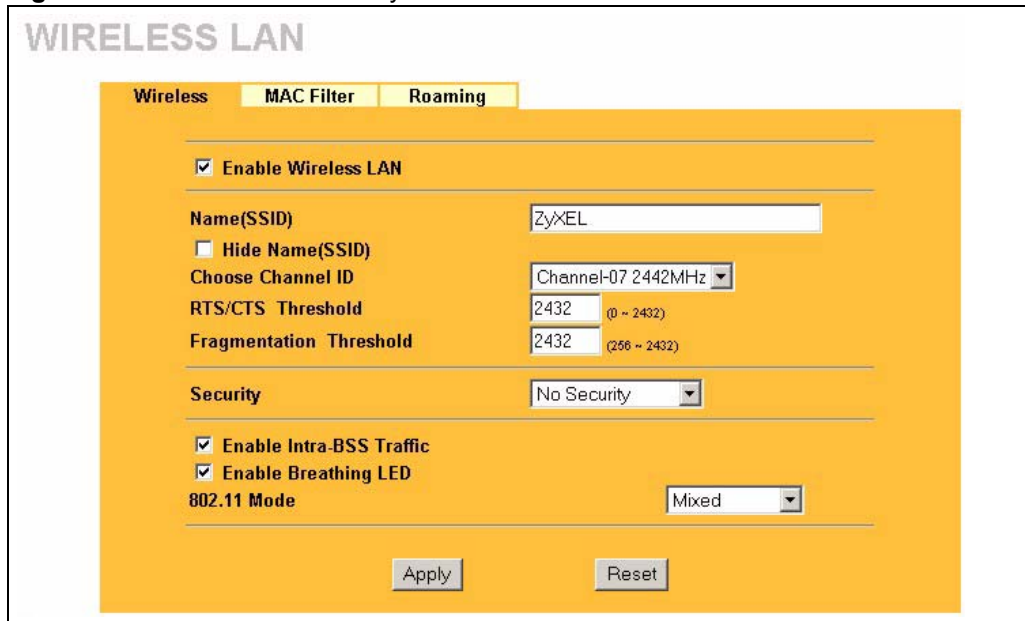 WIRELESS LAN
Wireless MAC Filter Roaming
Enable Wireless LAN
Name(SSID) ZyXEL
Hide Name(SSID)
Choose Channel ID Channel-07 2442MHz
RTS/CTS Threshold 2432 (0 ~ 2432)
Fragmentation Threshold 2432 (256 ~ 2432)
Security No Security
Enable Intra-BSS Traffic
Enable Breathing LED
802.11 Mode Mixed
Apply Reset